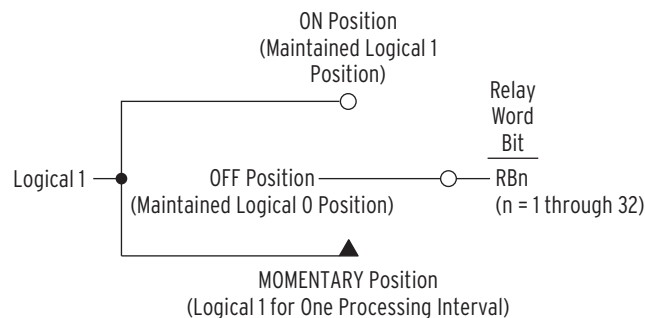 ON Position
(Maintained Logical 1
Position)
Relay
Word
Bit
Logical 1
OFF Position
(Maintained Logical 0 Position)
RBn
(n = 1 through 32)
MOMENTARY Position
(Logical 1 for One Processing Interval)